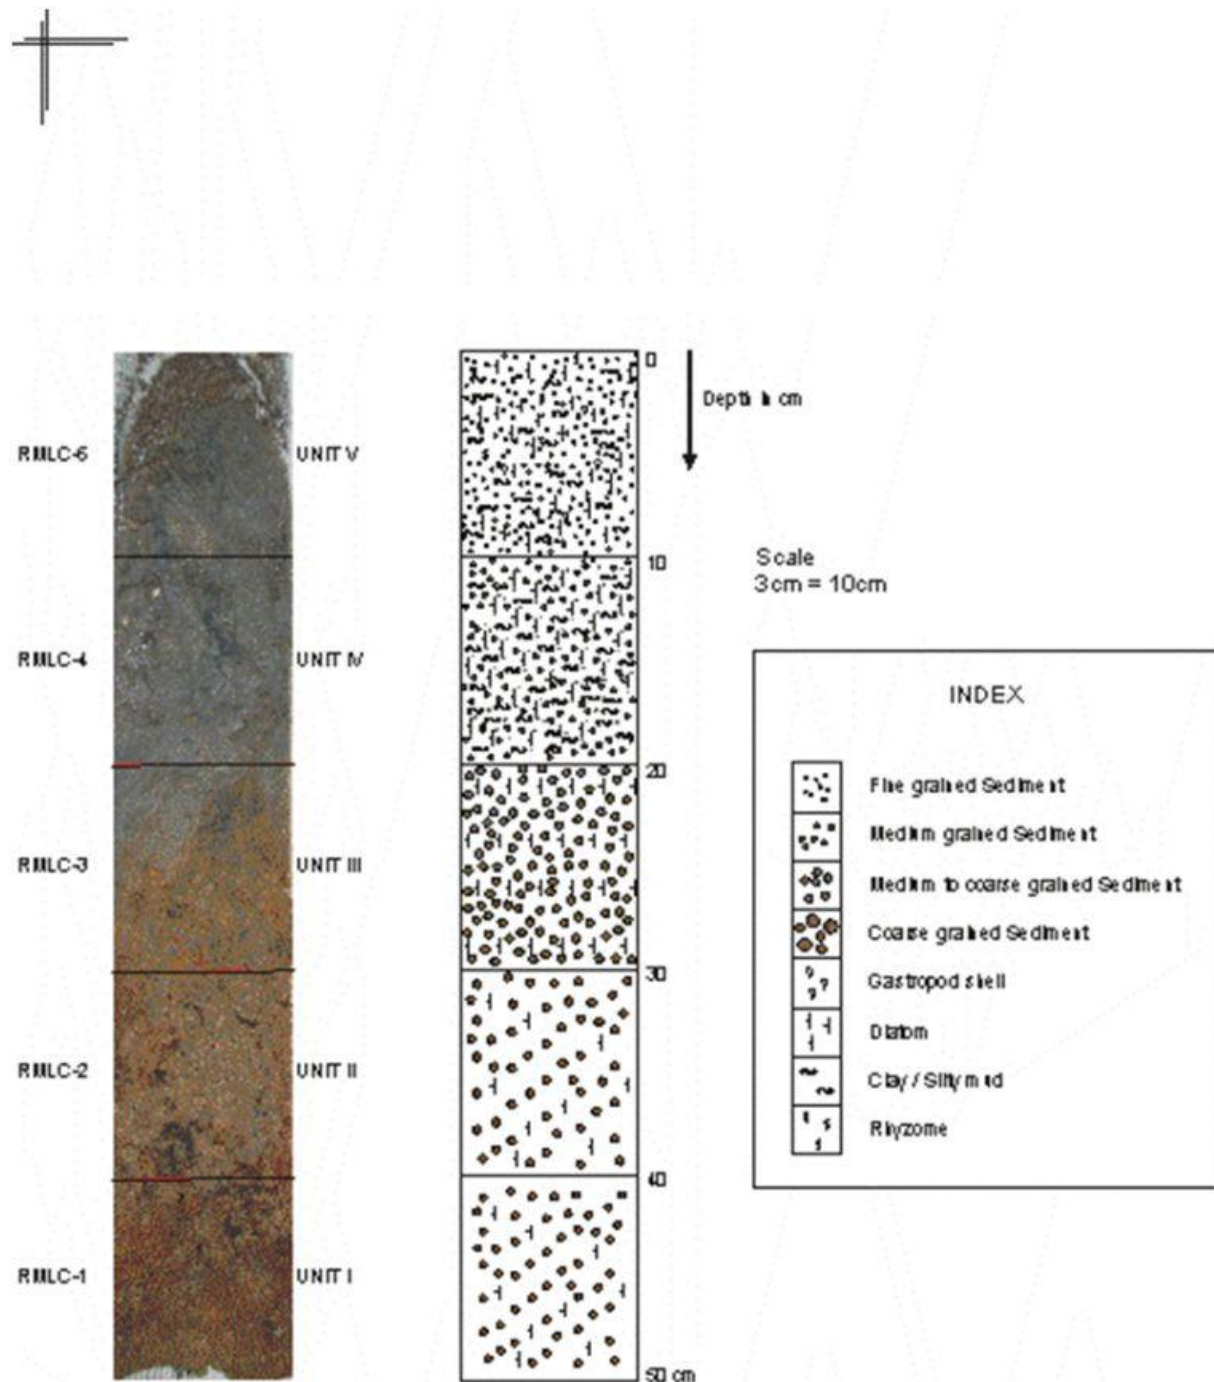 0
Depth in cm
RMLC-5
UNIT V
10
Scale
3cm = 10cm
RMLC-4
UNIT IV
INDEX
20
Fine grained Sediment
Medium grained Sediment
RMLC-3
UNIT III
Medium to coarse grained Sediment
Coarse grained Sediment
30
Gastropod shell
Diatom
RMLC-2
UNIT II
Clay / Silty mud
Rhyzome
40
RMLC-1
UNIT I
50 cm